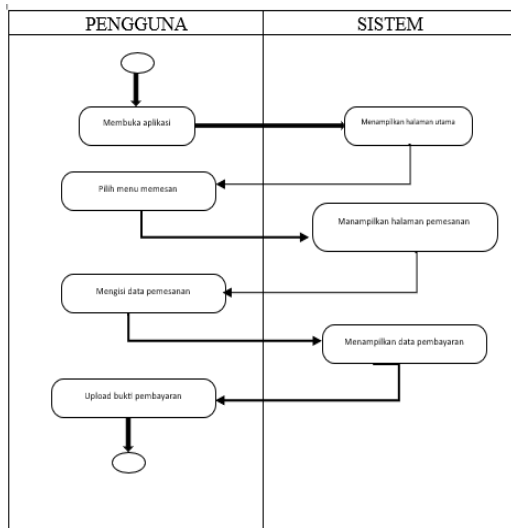 PENGGUNA
SISTEM
Membuka aplikasi
Menampilkan halaman utama
Pilih menu memesan
Manampilkan halaman pemesanan
Mengisi data pemesanan
Menampilkan data pembayaran
Upload bukti pembayaran